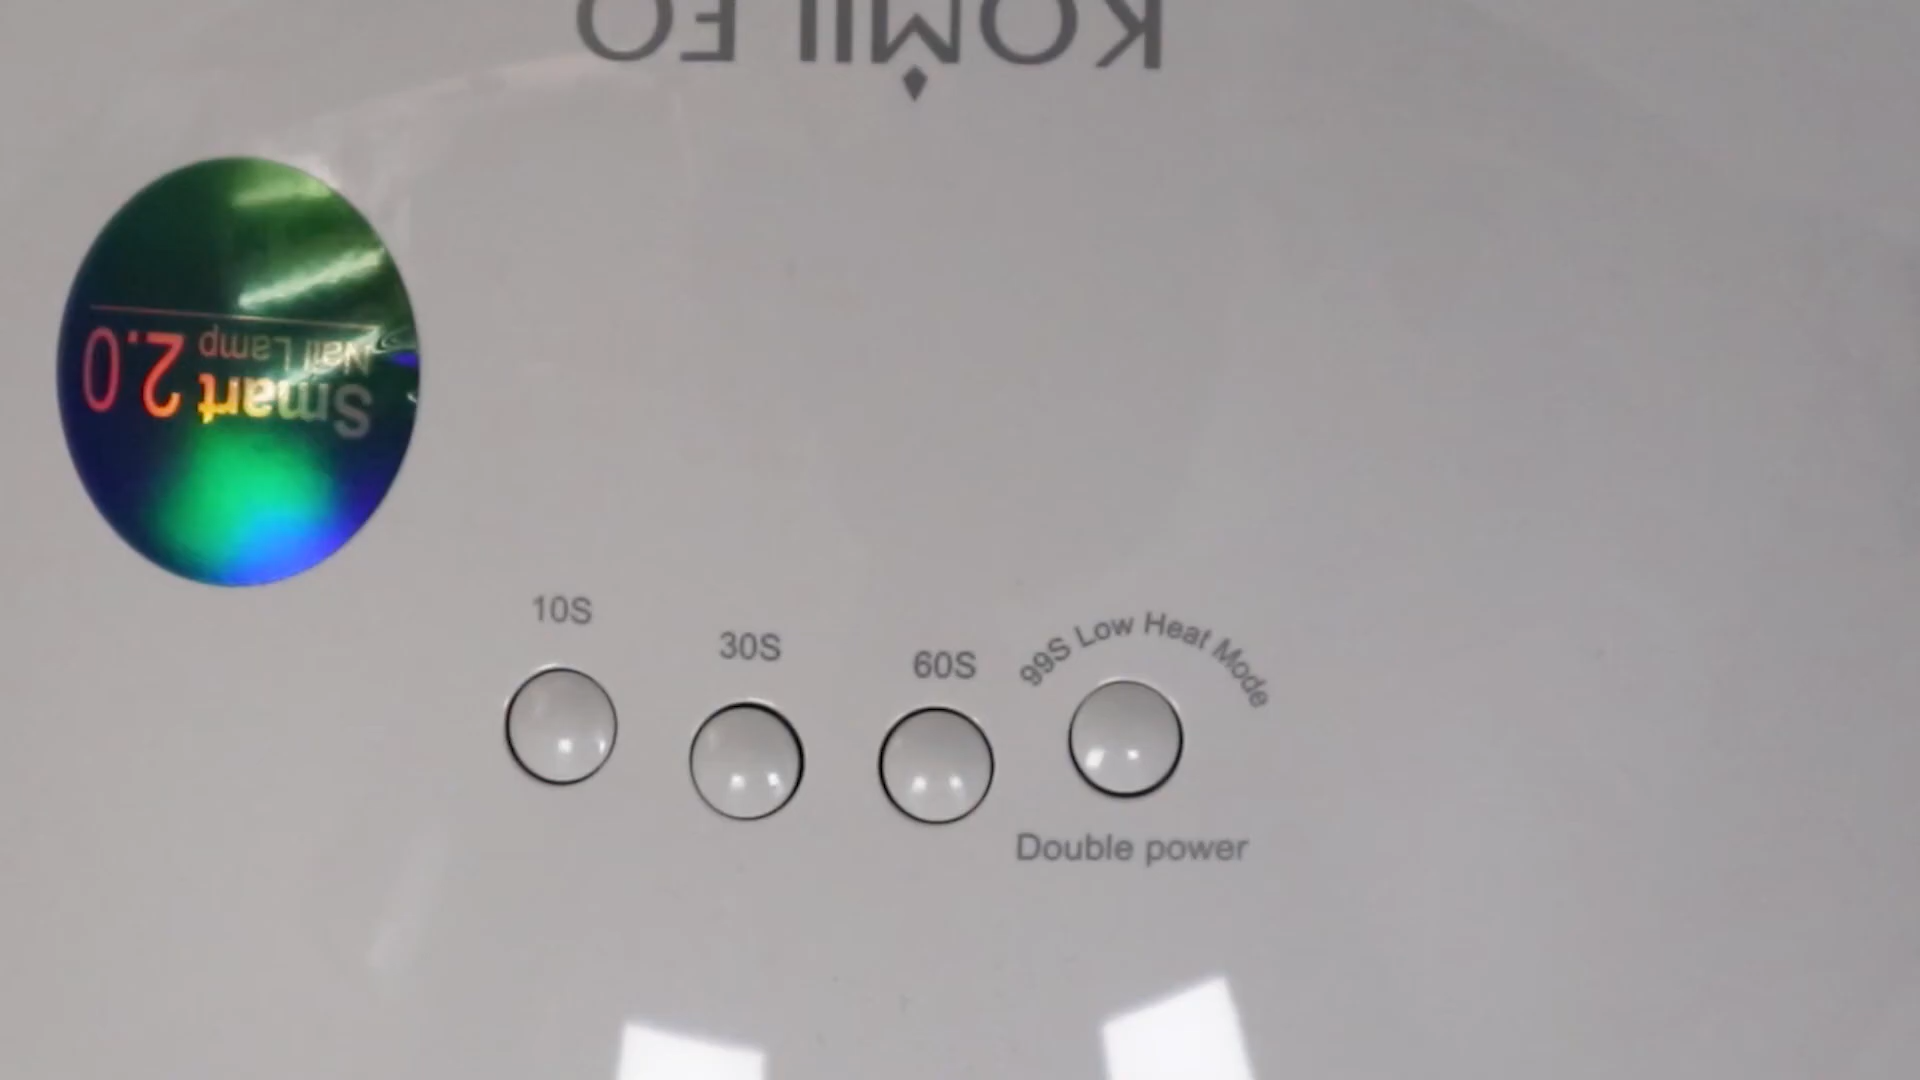 KOMILFO
Smart 2.0
Nail Lamp
10S
30S
60S
99S Low Heat Mode
Double power